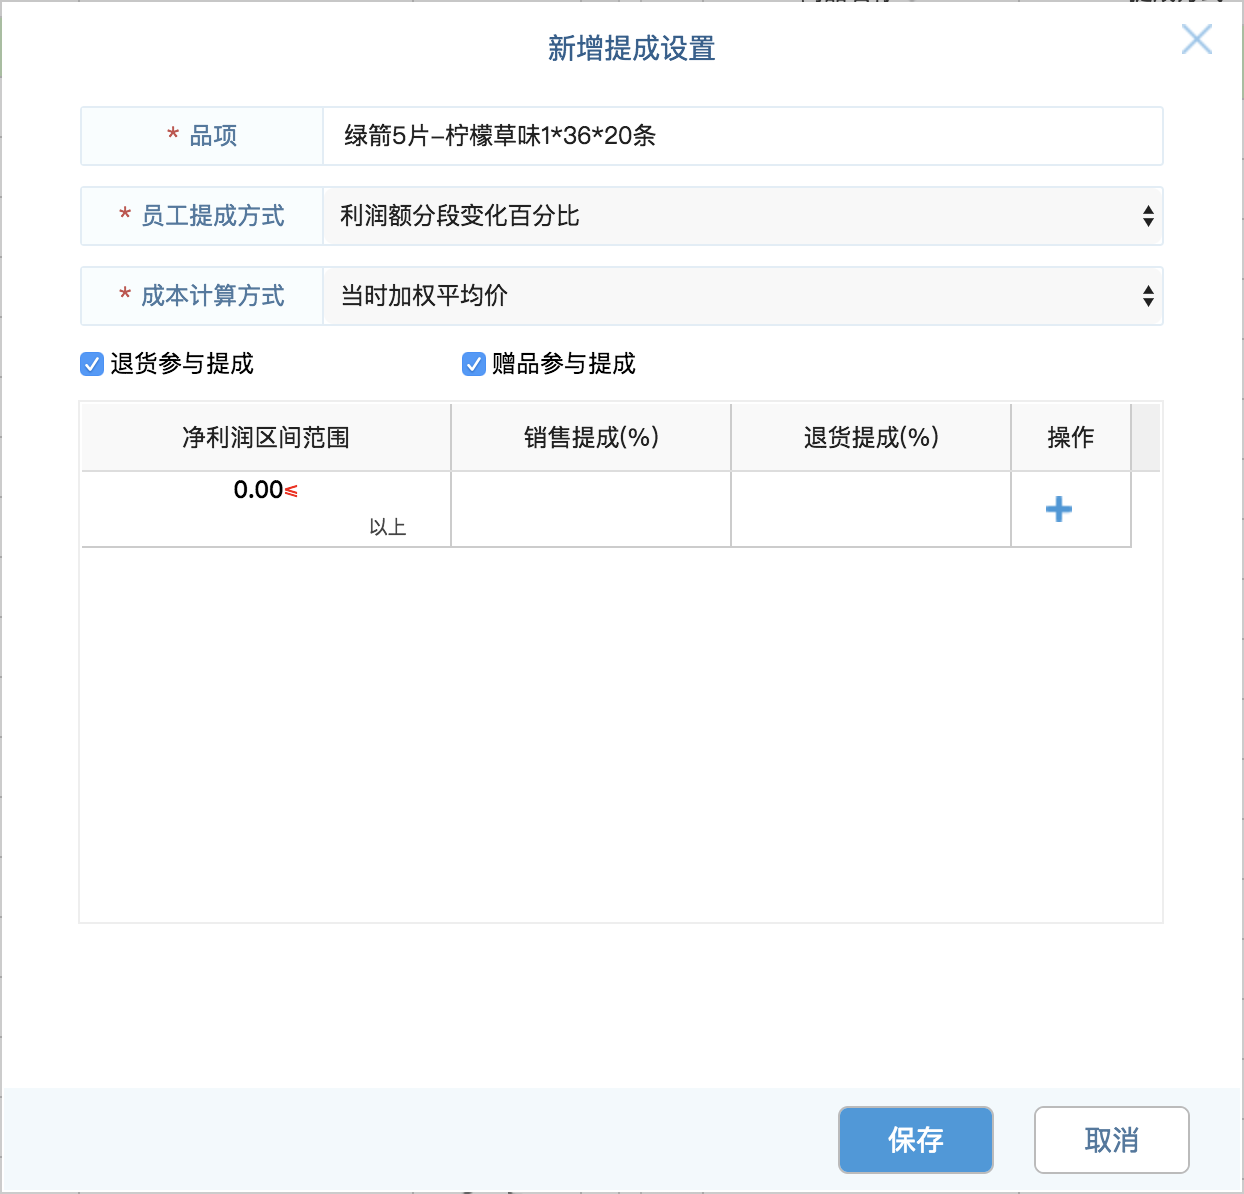 新增提成设置
* 品项 绿箭5片-柠檬草味1*36*20条
* 员工提成方式 利润额分段变化百分比
* 成本计算方式 当时加权平均价
退货参与提成 赠品参与提成
净利润区间范围 销售提成(%) 退货提成(%) 操作
0.00≤
以上
保存 取消